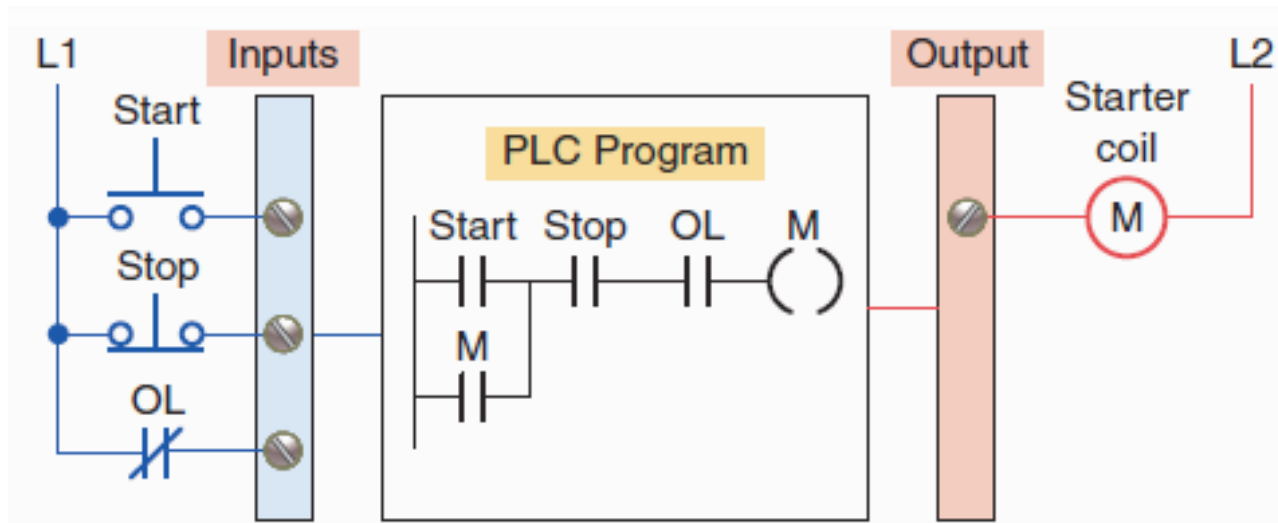 L1
Inputs
Output
L2
Start
Starter
coil
PLC Program
M
Start Stop OL M
Stop
M
OL